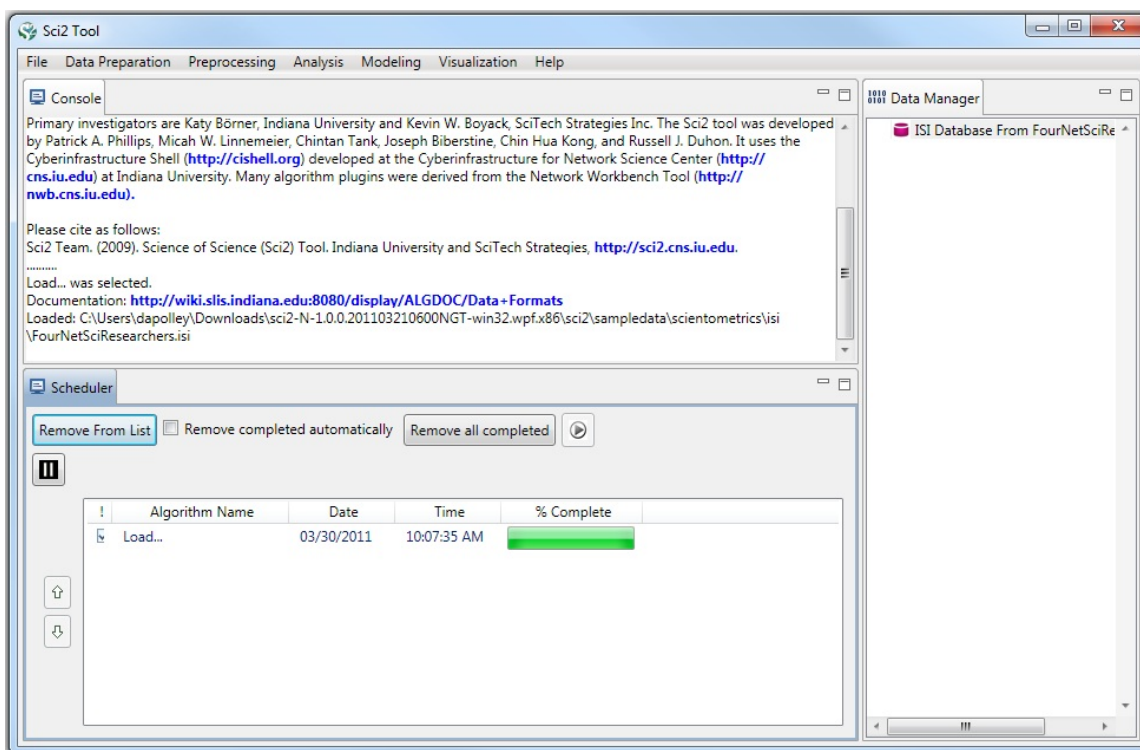 Sci2 Tool
File Data Preparation Preprocessing Analysis Modeling Visualization Help
Console
Primary investigators are Katy Börner, Indiana University and Kevin W. Boyack, SciTech Strategies Inc. The Sci2 tool was developed
by Patrick A. Phillips, Micah W. Linnemeier, Chintan Tank, Joseph Biberstine, Chin Hua Kong, and Russell J. Duhon. It uses the
Cyberinfrastructure Shell (http://cishell.org) developed at the Cyberinfrastructure for Network Science Center (http://
cns.iu.edu) at Indiana University. Many algorithm plugins were derived from the Network Workbench Tool (http://
nwb.cns.iu.edu).
Please cite as follows:
Sci2 Team. (2009). Science of Science (Sci2) Tool. Indiana University and SciTech Strategies, http://sci2.cns.iu.edu.
..........
Load... was selected.
Documentation: http://wiki.slis.indiana.edu:8080/display/ALGDOC/Data+Formats
Loaded: C:\Users\dapolley\Downloads\sci2-N-1.0.0.201103210600NGT-win32.wpf.x86\sci2\sampledata\scientometrics\isi
\FourNetSciResearchers.isi
Data Manager
ISI Database From FourNetSciRe
Scheduler
Remove From List Remove completed automatically Remove all completed
! Algorithm Name Date Time % Complete
Load... 03/30/2011 10:07:35 AM